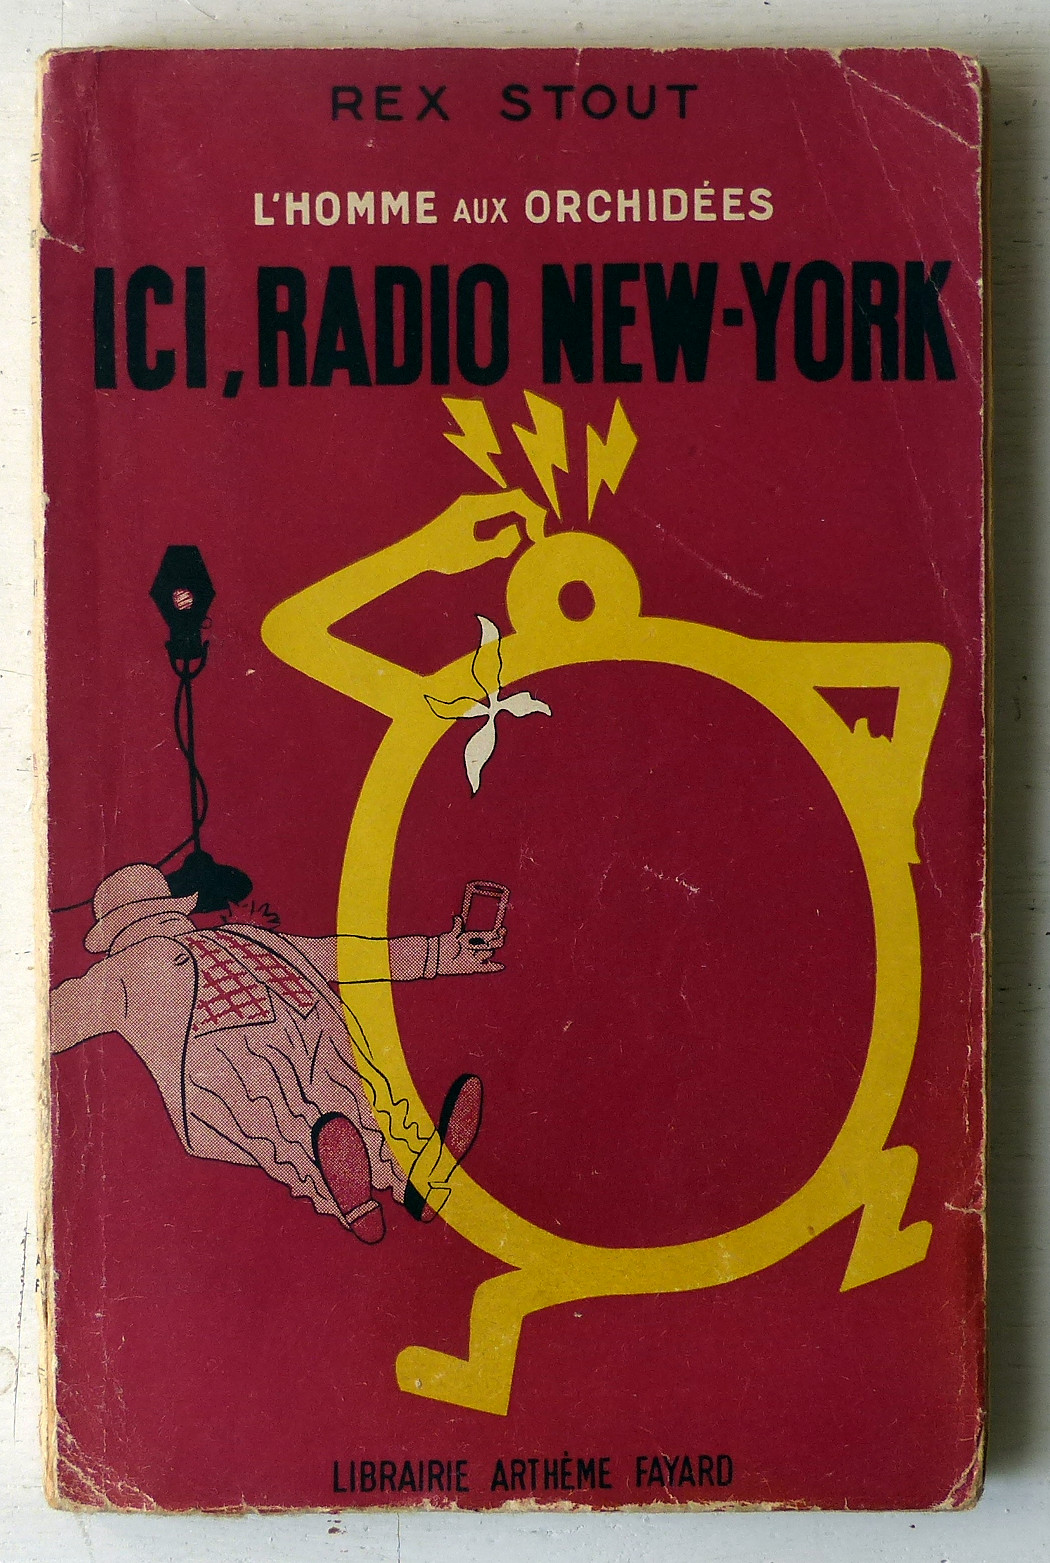 REX STOUT
L'HOMME AUX ORCHIDÉES
ICI, RADIO NEW-YORK
LIBRAIRIE ARTHÈME FAYARD